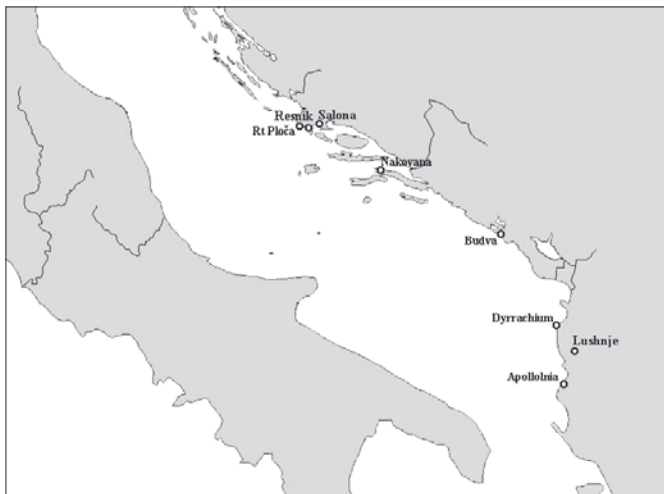 Resnik
Salona
Rt Ploča
Nakovana
Budva
Dyrrachium
Lushnje
Apollolnia